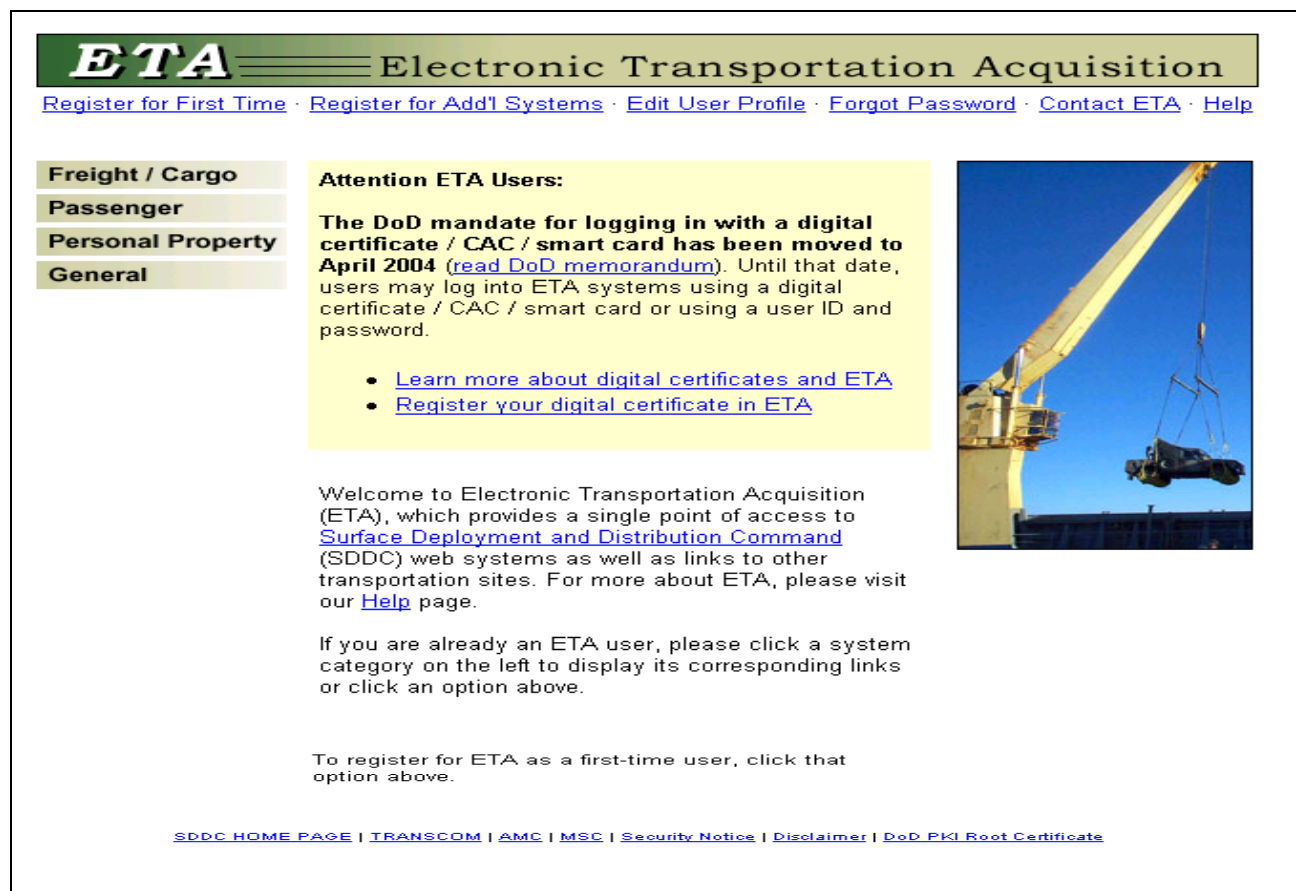 ETA Electronic Transportation Acquisition
Register for First Time · Register for Add'l Systems · Edit User Profile · Forgot Password · Contact ETA · Help
Freight / Cargo
Passenger
Personal Property
General
Attention ETA Users:
The DoD mandate for logging in with a digital
certificate / CAC / smart card has been moved to
April 2004 (read DoD memorandum). Until that date,
users may log into ETA systems using a digital
certificate / CAC / smart card or using a user ID and
password.
• Learn more about digital certificates and ETA
• Register your digital certificate in ETA
Welcome to Electronic Transportation Acquisition
(ETA), which provides a single point of access to
Surface Deployment and Distribution Command
(SDDC) web systems as well as links to other
transportation sites. For more about ETA, please visit
our Help page.
If you are already an ETA user, please click a system
category on the left to display its corresponding links
or click an option above.
To register for ETA as a first-time user, click that
option above.
SDDC HOME PAGE | TRANSCOM | AMC | MSC | Security Notice | Disclaimer | DoD PKI Root Certificate